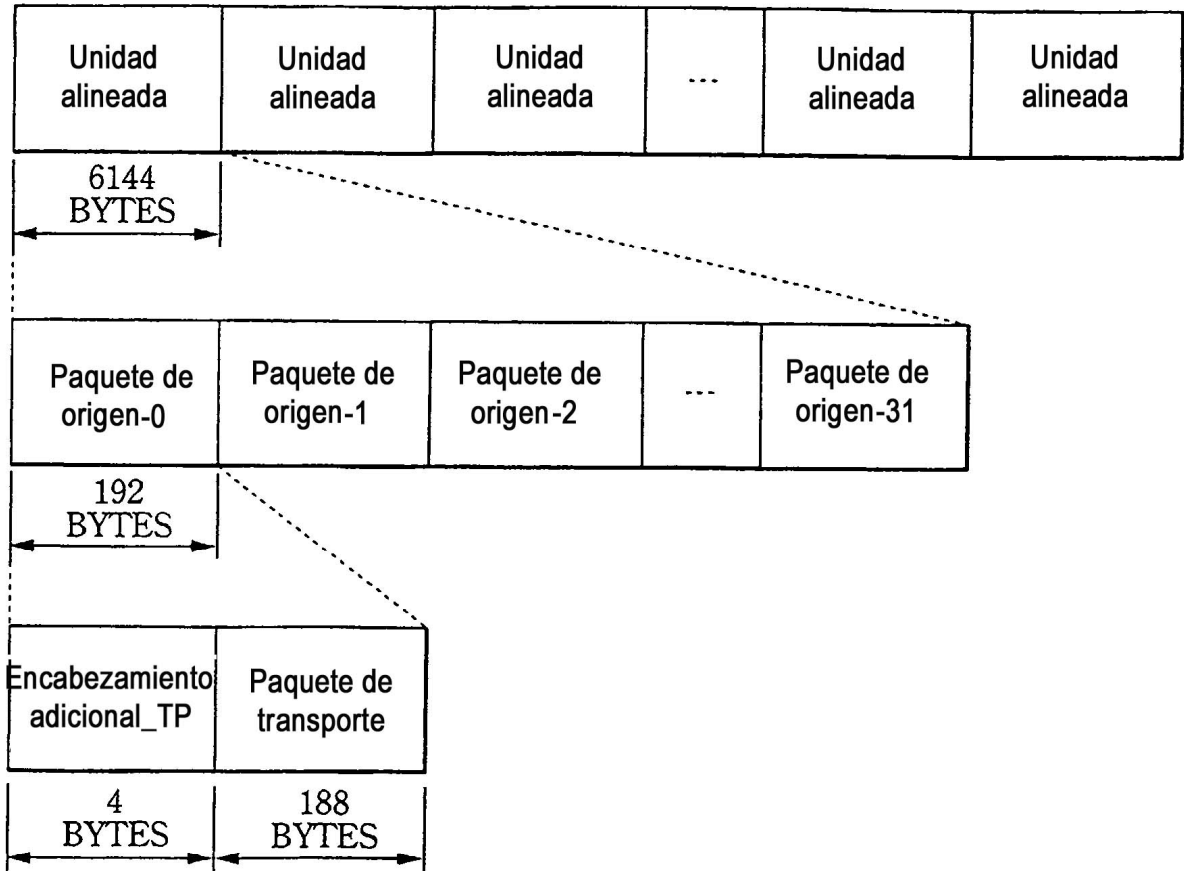 Unidad
alineada
Unidad
alineada
Unidad
alineada
---
Unidad
alineada
Unidad
alineada
6144
BYTES
Paquete de
origen-0
Paquete de
origen-1
Paquete de
origen-2
---
Paquete de
origen-31
192
BYTES
Encabezamiento
adicional_TP
Paquete de
transporte
4
BYTES
188
BYTES